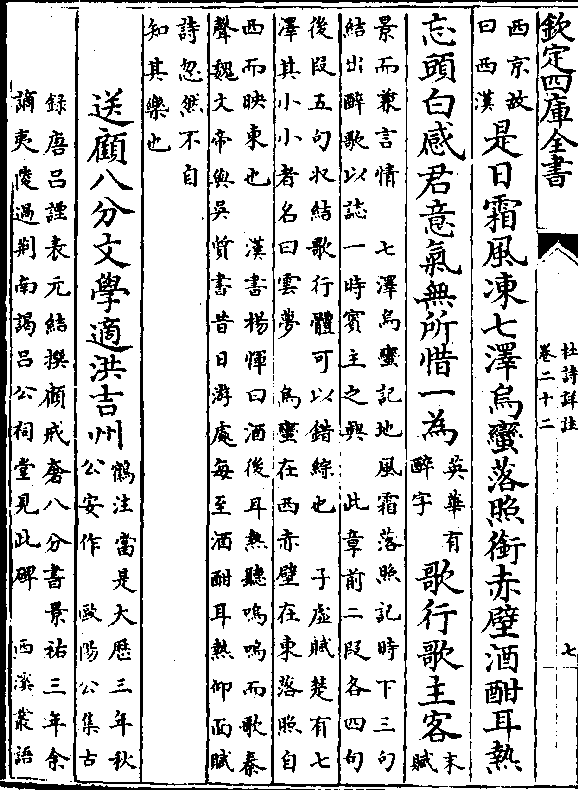 欽定四庫全書
杜詩詳註
卷二十二
七
西京故
曰西漢
是日霜風凍七澤烏蠻落照銜赤壁酒酣耳熱
忘頭白感君意氣無所惜一為
英華有
醉字
歌行歌主客
末
賦
景而兼言情　七澤烏蠻記地風霜落照記時下三句
結出醉歌以誌一時賓主之興　此章前二段各四句
後段五句收結歌行體可以錯綜也　子虛賦楚有七
澤其小小者名曰雲夢　烏蠻在西赤壁在東落照自
西而映東也　漢書楊惲曰酒後耳熱聽嗚嗚而歌秦
聲魏文帝與吳質書昔日游處每至酒酣耳熱仰面賦
詩忽然不自
知其樂也
送顧八分文學適洪吉州
鶴注當是大歷三年秋
公安作　歐陽公集古
錄唐呂諲表元結撰顧戒奢八分書景祐三年余
謫夷陵過荆南謁呂公祠堂見此碑　西溪叢語